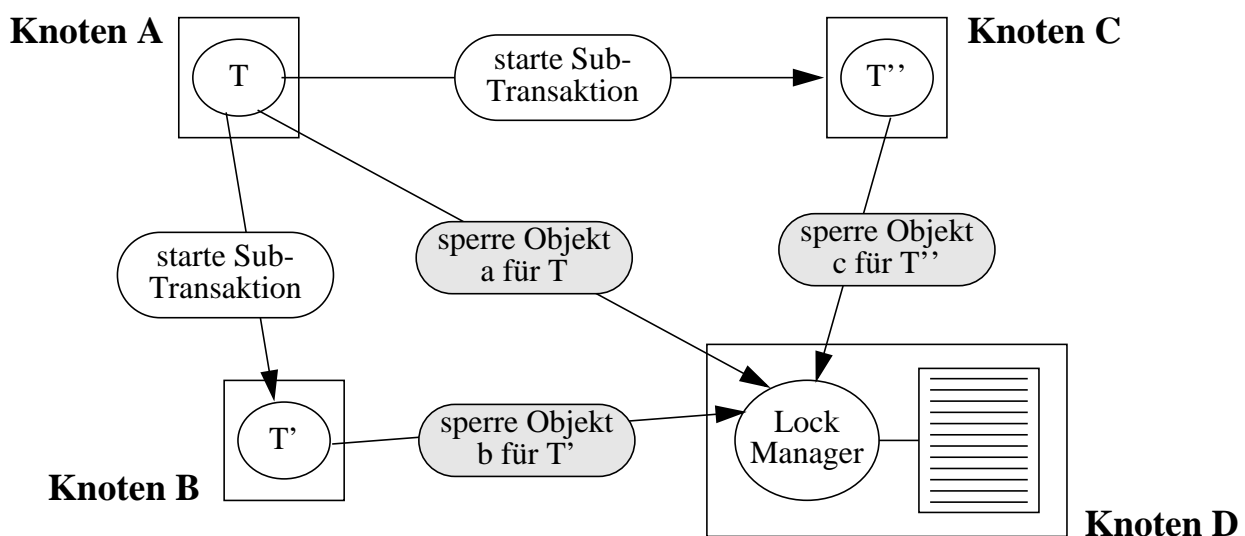 Knoten A
T
starte Sub-
Transaktion
T’’
Knoten C
starte Sub-
Transaktion
sperre Objekt
a für T
sperre Objekt
c für T’’
T’
sperre Objekt
b für T’
Lock
Manager
Knoten B
Knoten D